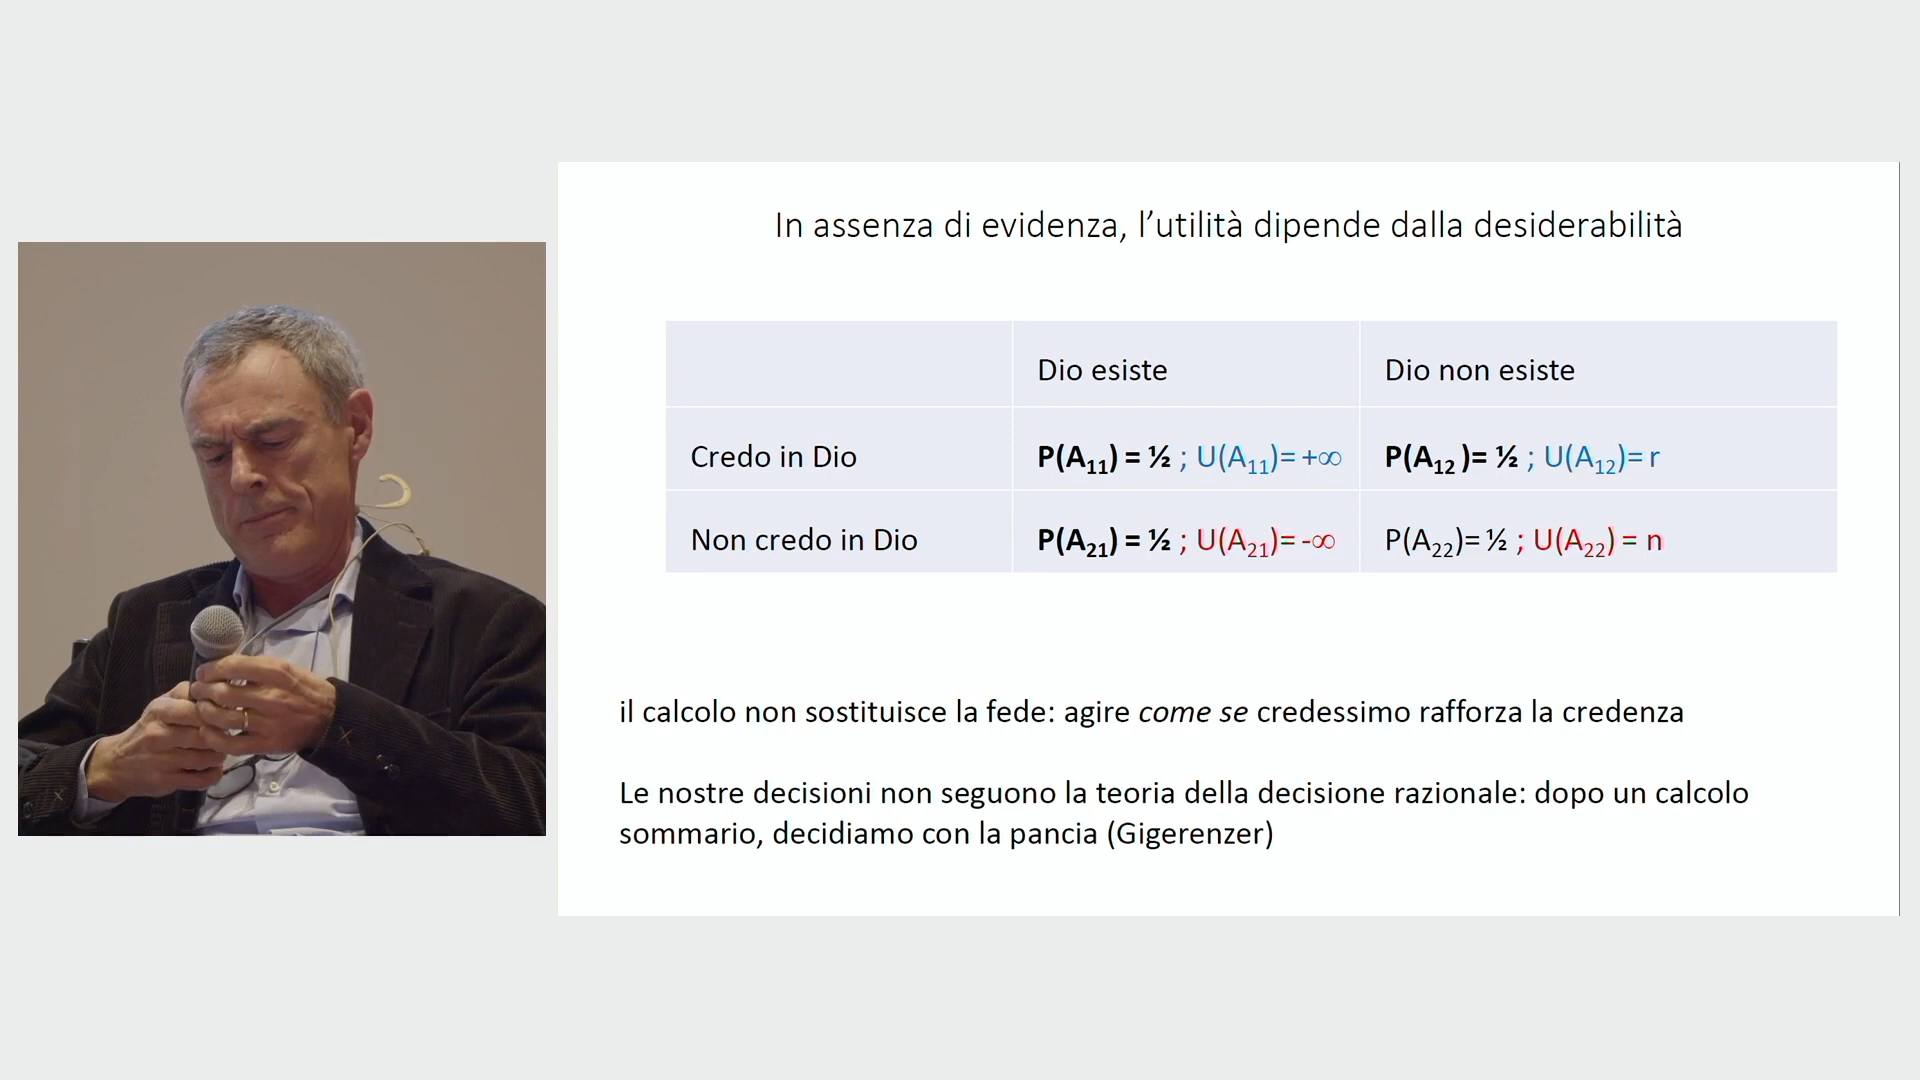 In assenza di evidenza, l’utilità dipende dalla desiderabilità
Dio esiste
Dio non esiste
Credo in Dio
P(A₁₁) = ½ ; U(A₁₁)= +∞
P(A₁₂ )= ½ ; U(A₁₂)= r
Non credo in Dio
P(A₂₁) = ½ ; U(A₂₁)= -∞
P(A₂₂)= ½ ; U(A₂₂) = n
il calcolo non sostituisce la fede: agire come se credessimo rafforza la credenza
Le nostre decisioni non seguono la teoria della decisione razionale: dopo un calcolo
sommario, decidiamo con la pancia (Gigerenzer)